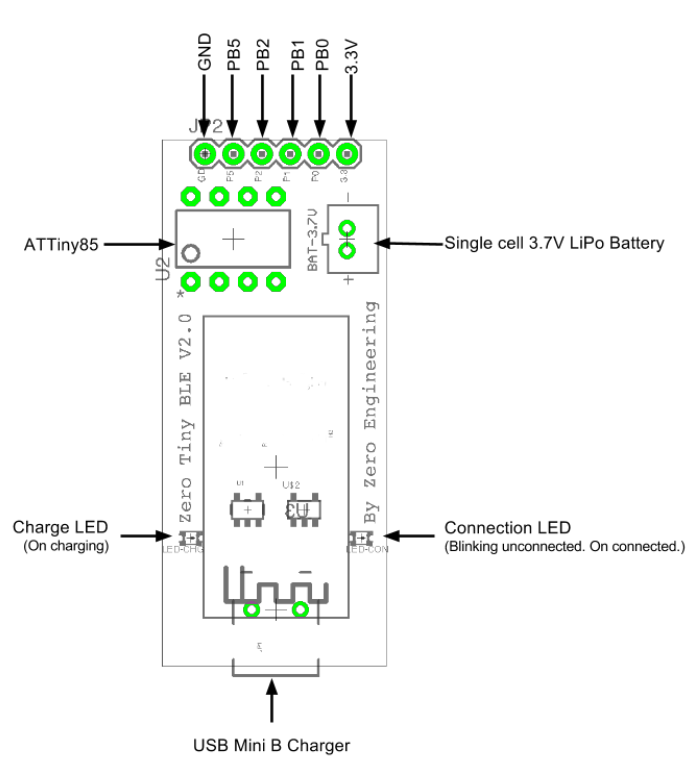 GND
PB5
PB2
PB1
PB0
3.3V
JP2
GD
P5
P2
P1
P0
3.3
ATTiny85
U2
*
BAT-3.7V
-
+
Single cell 3.7V LiPo Battery
Zero Tiny BLE V2.0
By Zero Engineering
U1
U$2
U3
Charge LED
(On charging)
LED-CHG
LED-CON
Connection LED
(Blinking unconnected. On connected.)
USB Mini B Charger